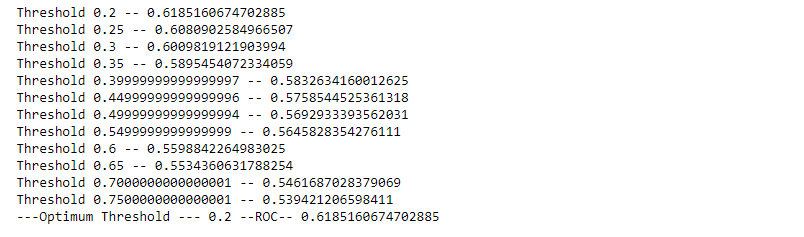 Threshold 0.2 -- 0.6185160674702885
Threshold 0.25 -- 0.6080902584966507
Threshold 0.3 -- 0.6009819121903994
Threshold 0.35 -- 0.5895454072334059
Threshold 0.39999999999999997 -- 0.5832634160012625
Threshold 0.44999999999999996 -- 0.5758544525361318
Threshold 0.49999999999999994 -- 0.5692933393562031
Threshold 0.5499999999999999 -- 0.5645828354276111
Threshold 0.6 -- 0.5598842264983025
Threshold 0.65 -- 0.5534360631788254
Threshold 0.7000000000000001 -- 0.5461687028379069
Threshold 0.7500000000000001 -- 0.539421206598411
---Optimum Threshold --- 0.2 --ROC-- 0.6185160674702885